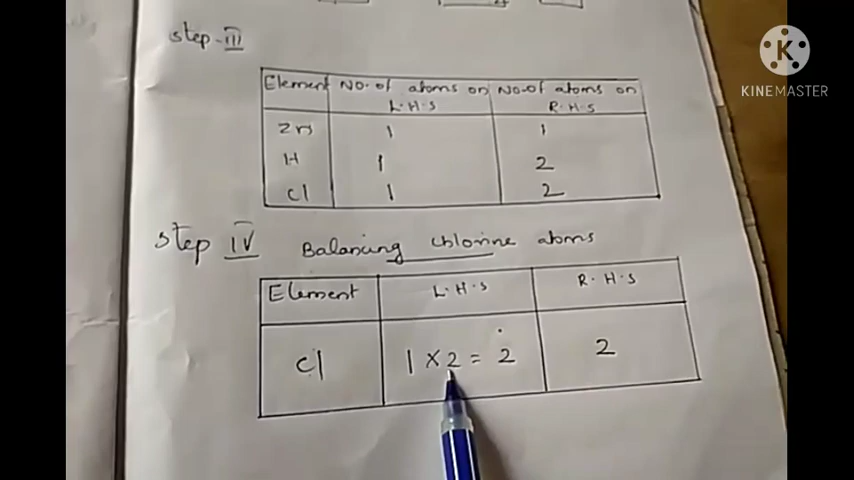 step-III
Element No. of atoms on L.H.S No. of atoms on R.H.S
Zn 1 1
H 1 2
Cl 1 2
Step IV Balancing chlorine atoms
Element L.H.S R.H.S
Cl 1 X 2 = 2 2
K
KINEMASTER